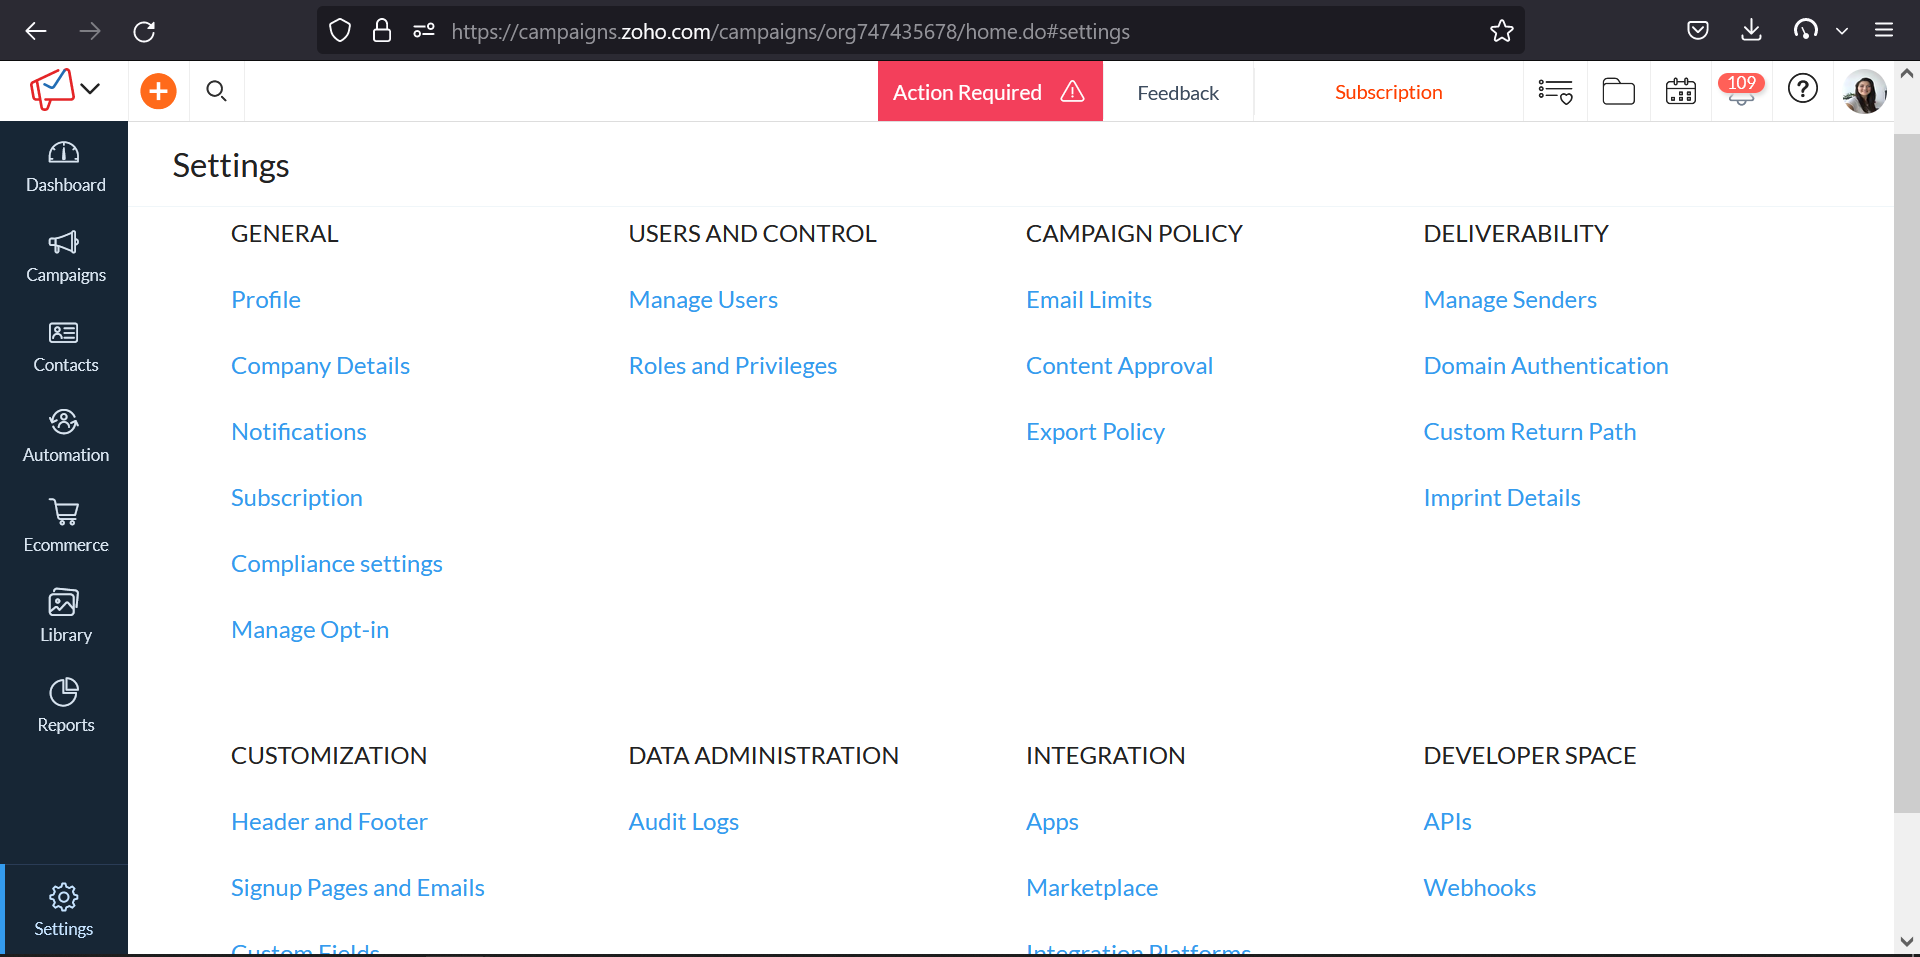 https://campaigns.zoho.com/campaigns/org747435678/home.do#settings
Action Required
Feedback
Subscription
109
Dashboard
Campaigns
Contacts
Automation
Ecommerce
Library
Reports
Settings
Settings
GENERAL
Profile
Company Details
Notifications
Subscription
Compliance settings
Manage Opt-in
USERS AND CONTROL
Manage Users
Roles and Privileges
CAMPAIGN POLICY
Email Limits
Content Approval
Export Policy
DELIVERABILITY
Manage Senders
Domain Authentication
Custom Return Path
Imprint Details
CUSTOMIZATION
Header and Footer
Signup Pages and Emails
Custom Fields
DATA ADMINISTRATION
Audit Logs
INTEGRATION
Apps
Marketplace
Integration Platforms
DEVELOPER SPACE
APIs
Webhooks